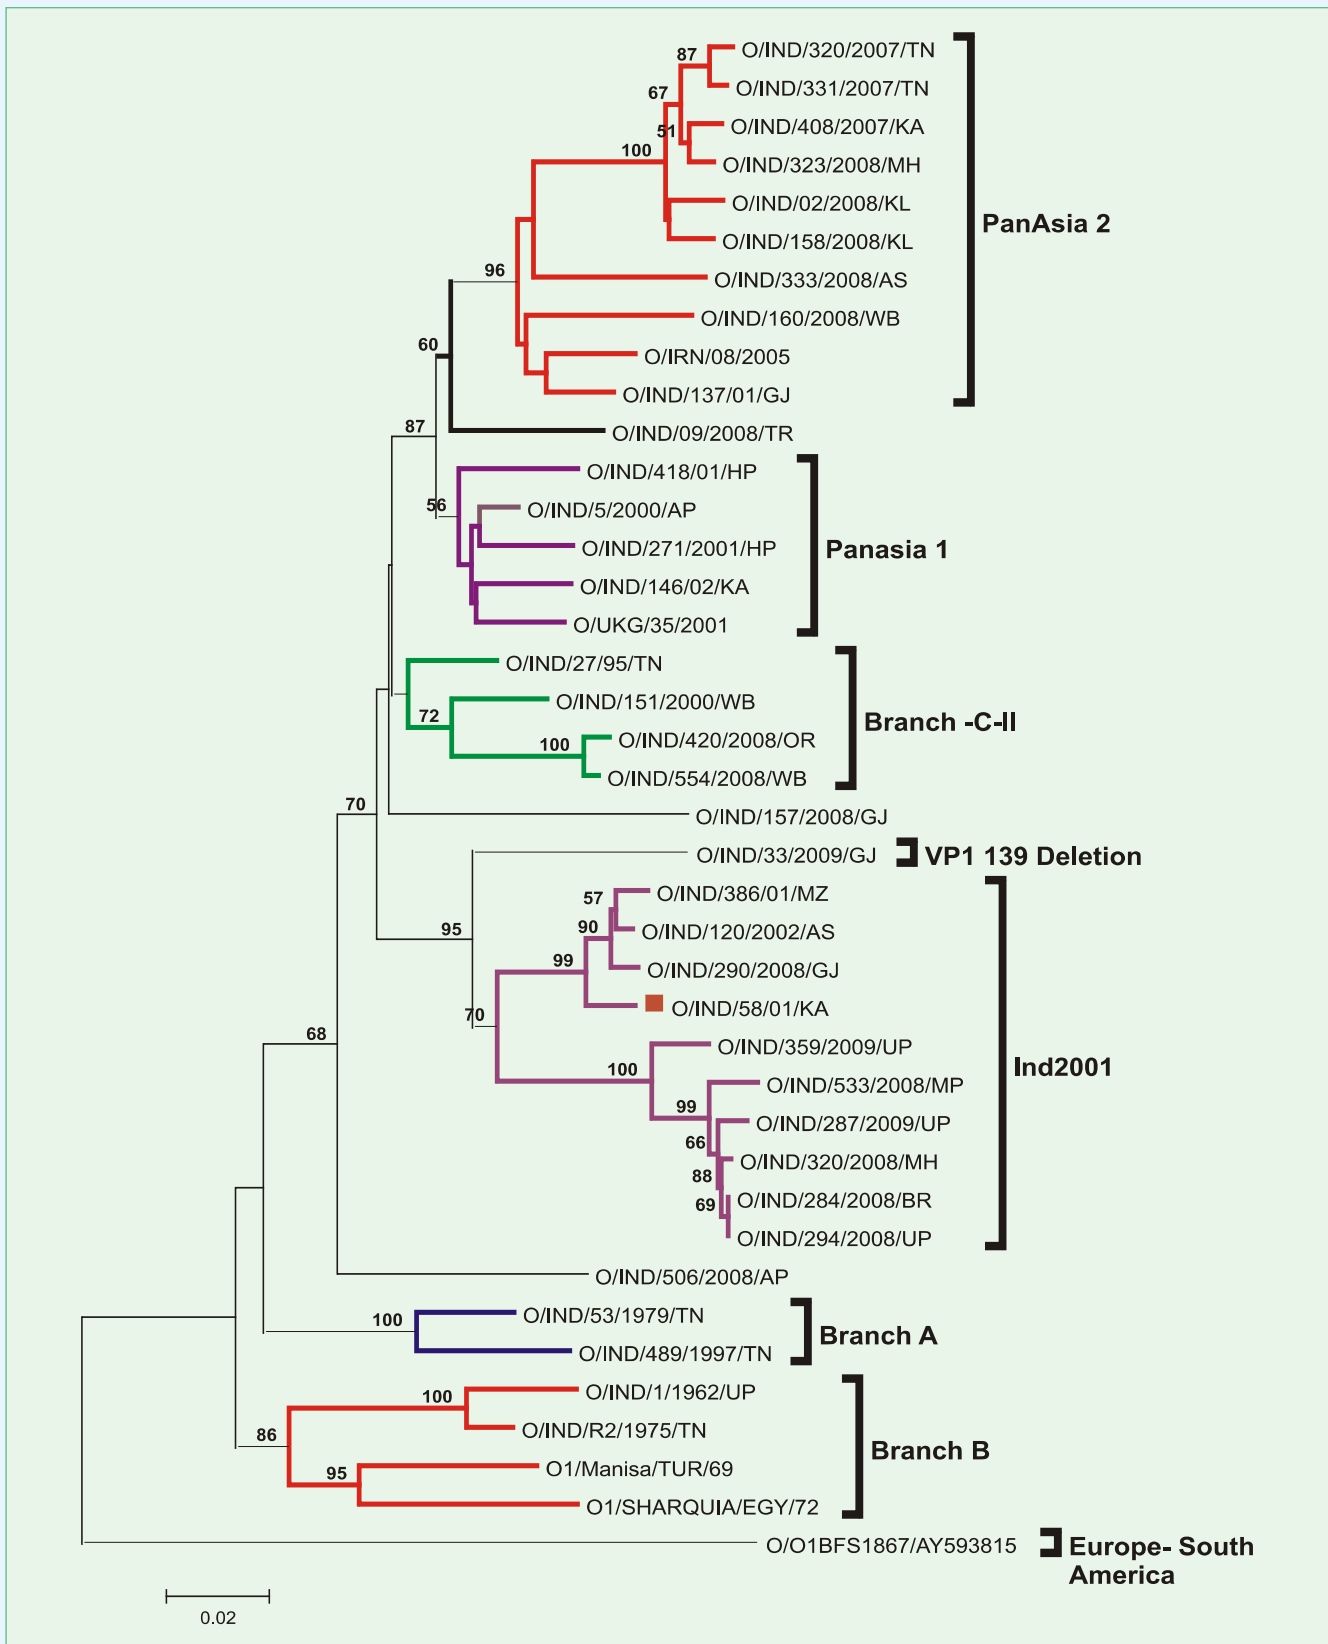 87
O/IND/320/2007/TN
O/IND/331/2007/TN
67
51
O/IND/408/2007/KA
100
O/IND/323/2008/MH
O/IND/02/2008/KL
PanAsia 2
O/IND/158/2008/KL
96
O/IND/333/2008/AS
O/IND/160/2008/WB
60
O/IRN/08/2005
O/IND/137/01/GJ
87
O/IND/09/2008/TR
O/IND/418/01/HP
56
O/IND/5/2000/AP
O/IND/271/2001/HP
Panasia 1
O/IND/146/02/KA
O/UKG/35/2001
O/IND/27/95/TN
O/IND/151/2000/WB
72
Branch -C-II
100
O/IND/420/2008/OR
O/IND/554/2008/WB
70
O/IND/157/2008/GJ
O/IND/33/2009/GJ
VP1 139 Deletion
57
O/IND/386/01/MZ
95
90
O/IND/120/2002/AS
99
O/IND/290/2008/GJ
70
O/IND/58/01/KA
68
O/IND/359/2009/UP
100
Ind2001
O/IND/533/2008/MP
99
O/IND/287/2009/UP
66
O/IND/320/2008/MH
88
69
O/IND/284/2008/BR
O/IND/294/2008/UP
O/IND/506/2008/AP
100
O/IND/53/1979/TN
Branch A
O/IND/489/1997/TN
100
O/IND/1/1962/UP
86
O/IND/R2/1975/TN
Branch B
95
O1/Manisa/TUR/69
O1/SHARQUIA/EGY/72
O/O1BFS1867/AY593815
Europe- South
America
0.02